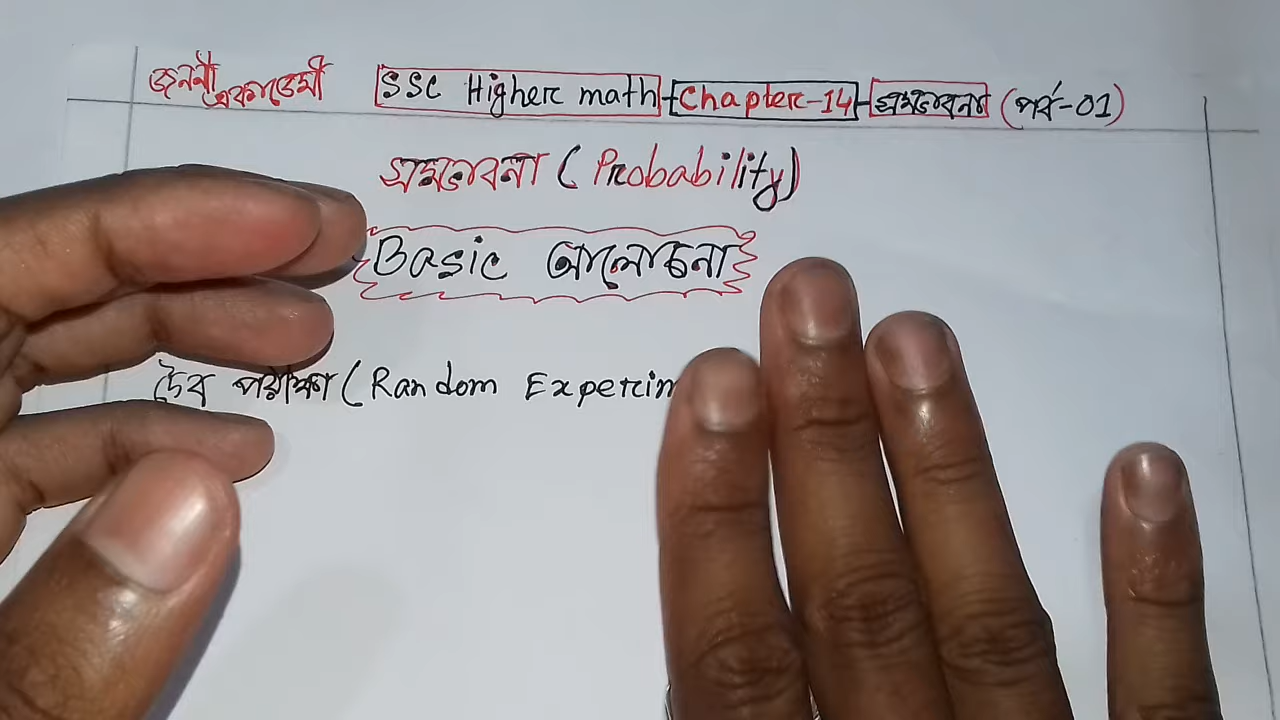 জননী একাডেমী SSC Higher math-Chapter-14-সম্ভাবনা (পর্ব-01)
সম্ভাবনা (Probability)
Basic আলোচনা
দৈব পরীক্ষা (Random Experim